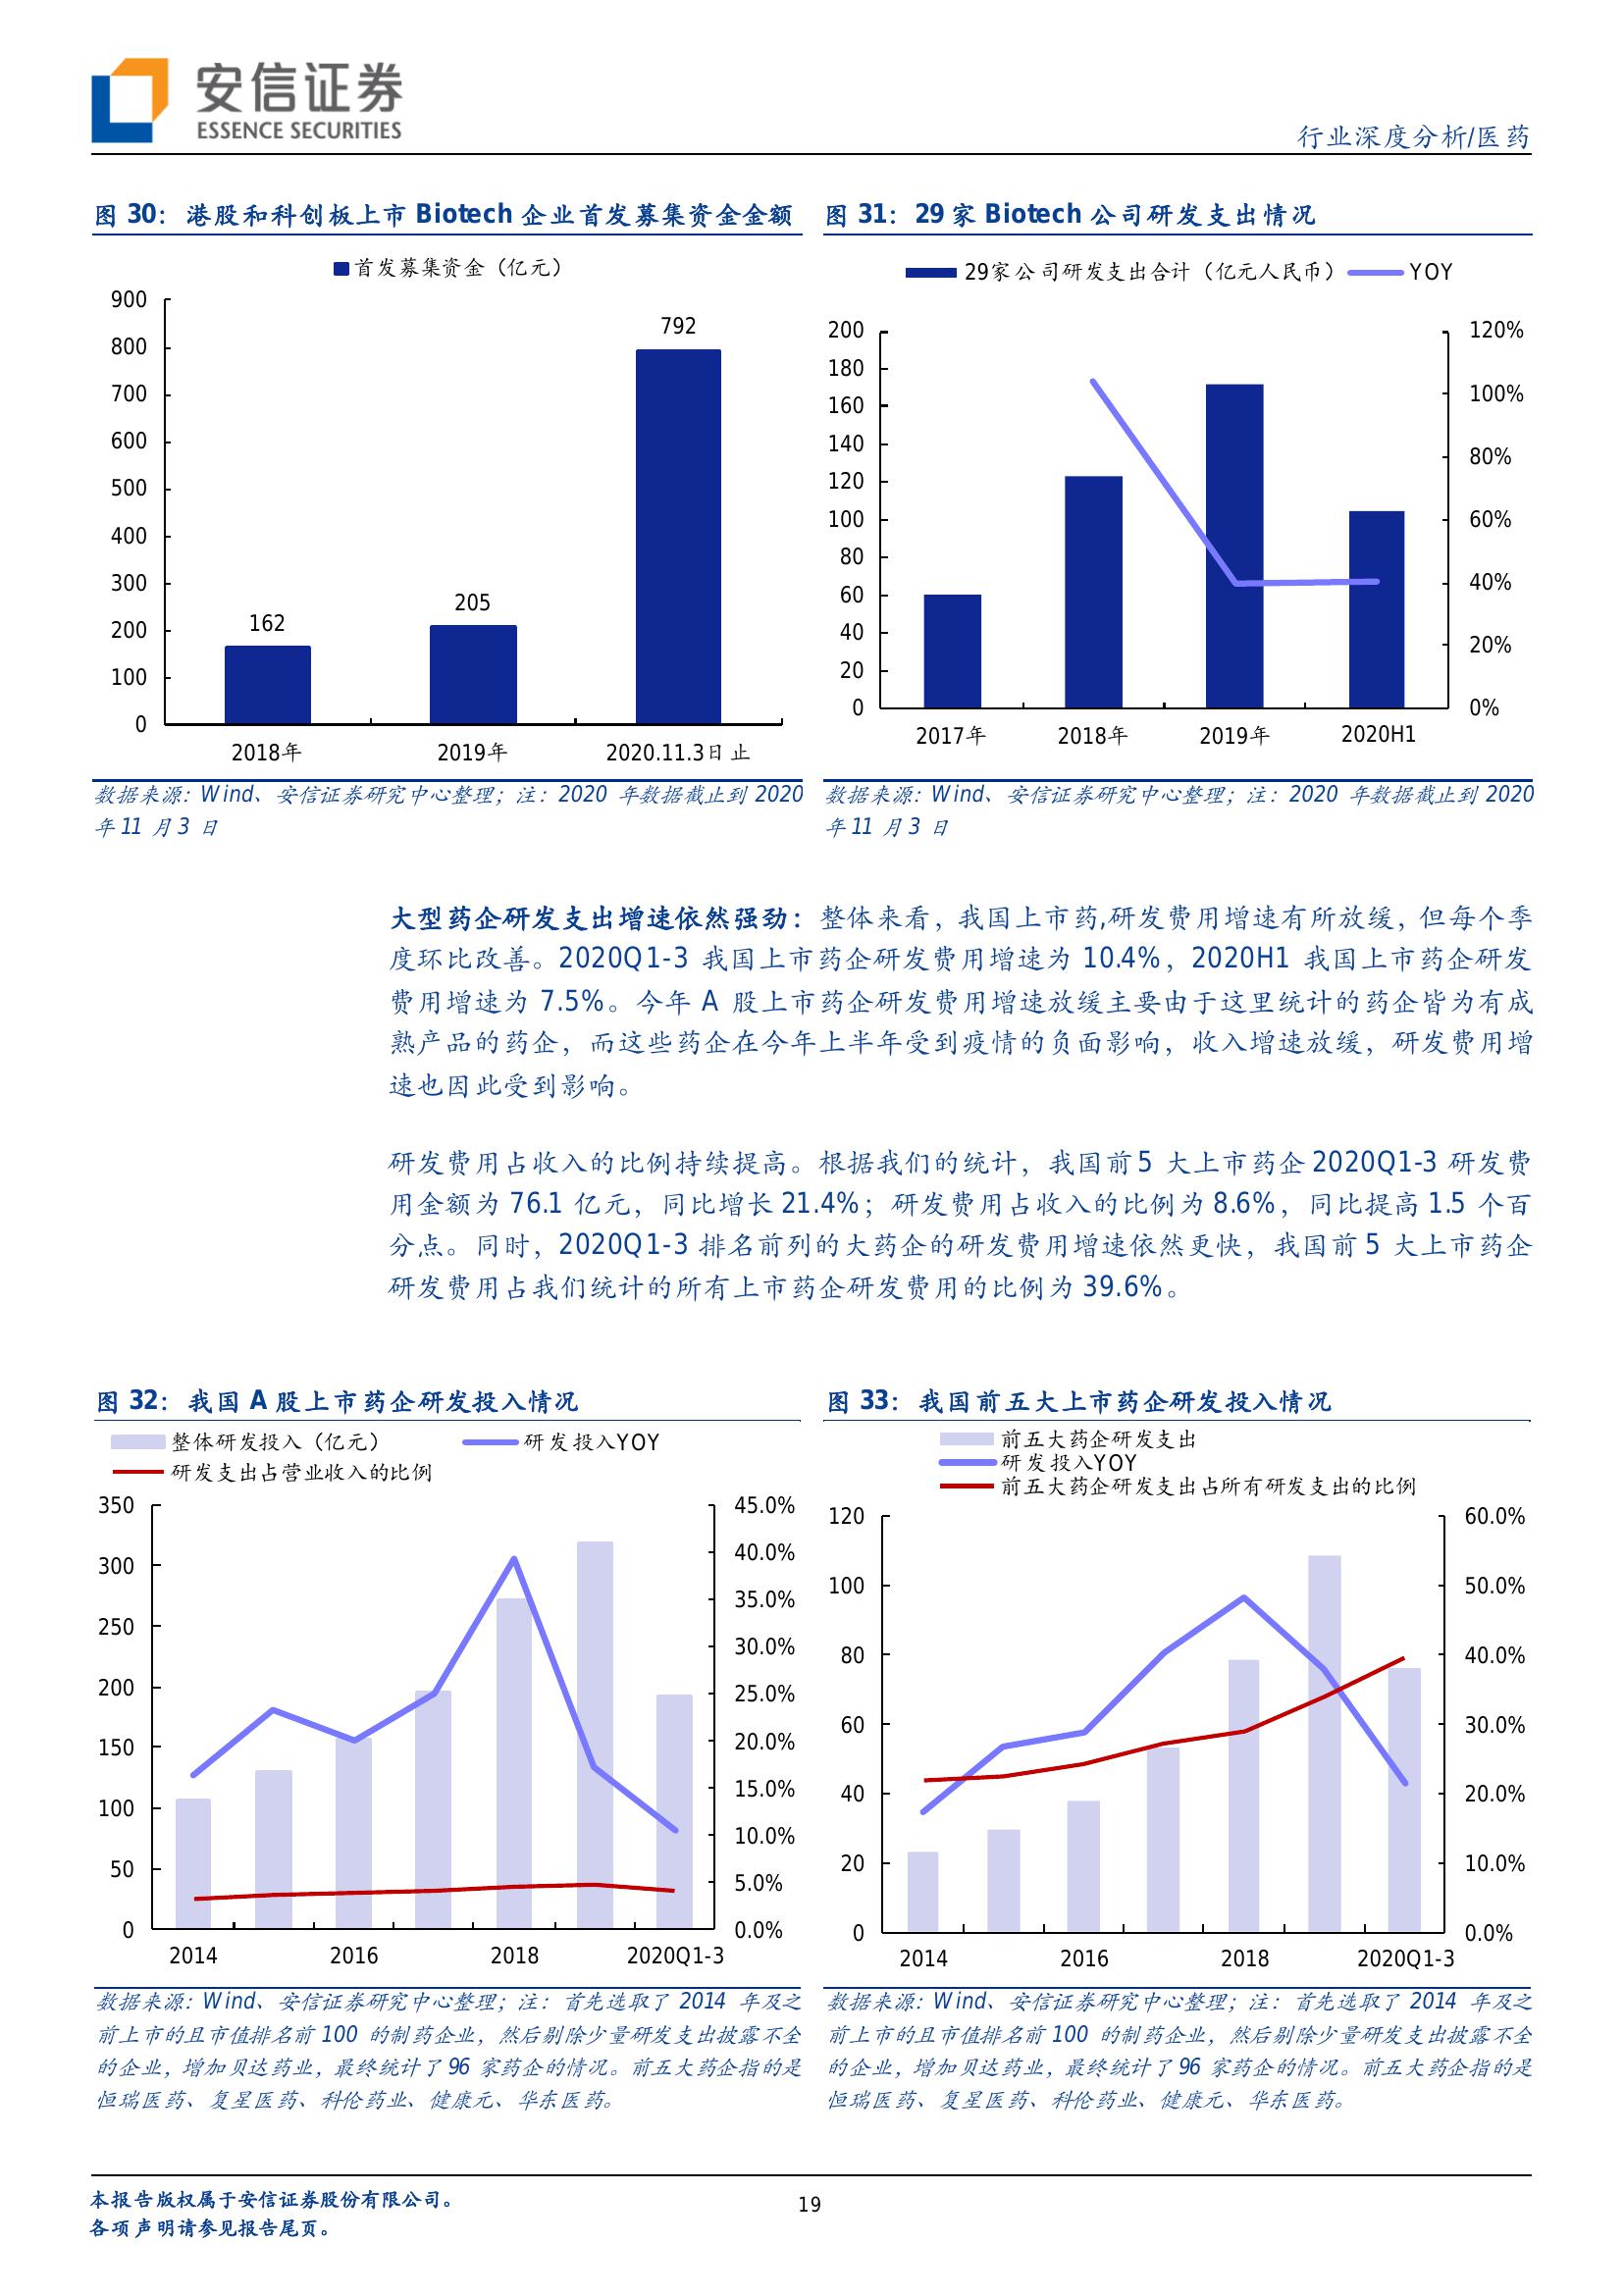 安信证券
ESSENCE SECURITIES
行业深度分析/医药
图 30：港股和科创板上市 Biotech 企业首发募集资金金额
首发募集资金（亿元）
900
800
700
600
500
400
300
200
100
0
162
205
792
2018年
2019年
2020.11.3日止
数据来源：Wind、安信证券研究中心整理；注：2020 年数据截止到 2020
年 11 月 3 日
图 31：29 家 Biotech 公司研发支出情况
29家公司研发支出合计（亿元人民币）
YOY
200
180
160
140
120
100
80
60
40
20
0
120%
100%
80%
60%
40%
20%
0%
2017年
2018年
2019年
2020H1
数据来源：Wind、安信证券研究中心整理；注：2020 年数据截止到 2020
年 11 月 3 日
大型药企研发支出增速依然强劲：整体来看，我国上市药,研发费用增速有所放缓，但每个季
度环比改善。2020Q1-3 我国上市药企研发费用增速为 10.4%，2020H1 我国上市药企研发
费用增速为 7.5%。今年 A 股上市药企研发费用增速放缓主要由于这里统计的药企皆为有成
熟产品的药企，而这些药企在今年上半年受到疫情的负面影响，收入增速放缓，研发费用增
速也因此受到影响。
研发费用占收入的比例持续提高。根据我们的统计，我国前 5 大上市药企 2020Q1-3 研发费
用金额为 76.1 亿元，同比增长 21.4%；研发费用占收入的比例为 8.6%，同比提高 1.5 个百
分点。同时，2020Q1-3 排名前列的大药企的研发费用增速依然更快，我国前 5 大上市药企
研发费用占我们统计的所有上市药企研发费用的比例为 39.6%。
图 32：我国 A 股上市药企研发投入情况
整体研发投入（亿元）
研发投入YOY
研发支出占营业收入的比例
350
300
250
200
150
100
50
0
45.0%
40.0%
35.0%
30.0%
25.0%
20.0%
15.0%
10.0%
5.0%
0.0%
2014
2016
2018
2020Q1-3
数据来源：Wind、安信证券研究中心整理；注：首先选取了 2014 年及之
前上市的且市值排名前 100 的制药企业，然后剔除少量研发支出披露不全
的企业，增加贝达药业，最终统计了 96 家药企的情况。前五大药企指的是
恒瑞医药、复星医药、科伦药业、健康元、华东医药。
图 33：我国前五大上市药企研发投入情况
前五大药企研发支出
研发投入YOY
前五大药企研发支出占所有研发支出的比例
120
100
80
60
40
20
0
60.0%
50.0%
40.0%
30.0%
20.0%
10.0%
0.0%
2014
2016
2018
2020Q1-3
数据来源：Wind、安信证券研究中心整理；注：首先选取了 2014 年及之
前上市的且市值排名前 100 的制药企业，然后剔除少量研发支出披露不全
的企业，增加贝达药业，最终统计了 96 家药企的情况。前五大药企指的是
恒瑞医药、复星医药、科伦药业、健康元、华东医药。
本报告版权属于安信证券股份有限公司。
各项声明请参见报告尾页。
19